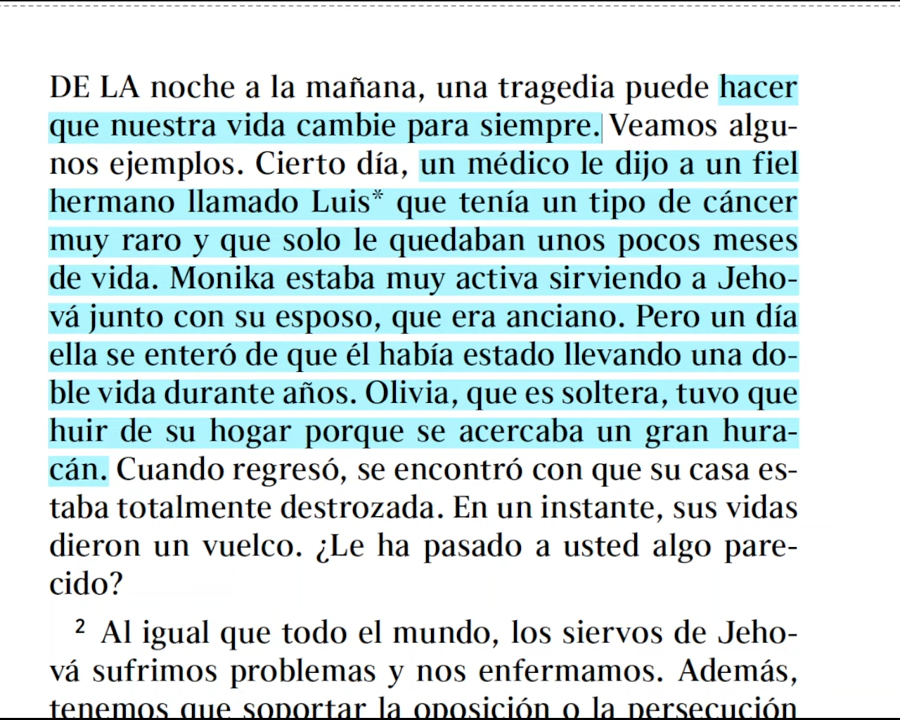 DE LA noche a la mañana, una tragedia puede hacer
que nuestra vida cambie para siempre. Veamos algu-
nos ejemplos. Cierto día, un médico le dijo a un fiel
hermano llamado Luis* que tenía un tipo de cáncer
muy raro y que solo le quedaban unos pocos meses
de vida. Monika estaba muy activa sirviendo a Jeho-
vá junto con su esposo, que era anciano. Pero un día
ella se enteró de que él había estado llevando una do-
ble vida durante años. Olivia, que es soltera, tuvo que
huir de su hogar porque se acercaba un gran hura-
cán. Cuando regresó, se encontró con que su casa es-
taba totalmente destrozada. En un instante, sus vidas
dieron un vuelco. ¿Le ha pasado a usted algo pare-
cido?
2 Al igual que todo el mundo, los siervos de Jeho-
vá sufrimos problemas y nos enfermamos. Además,
tenemos que soportar la oposición o la persecución